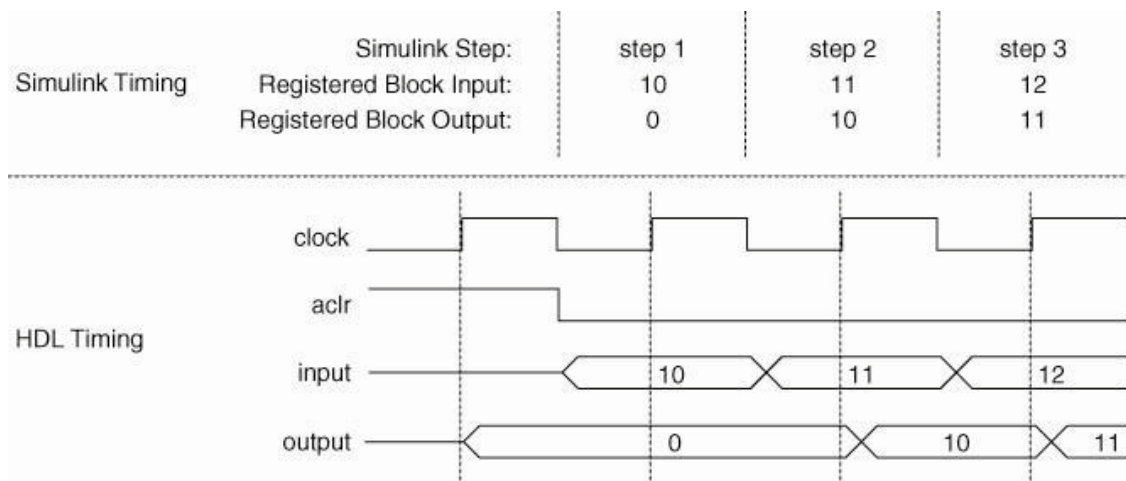 Simulink Step: step 1 step 2 step 3
Simulink Timing Registered Block Input: 10 11 12
Registered Block Output: 0 10 11
clock
aclr
HDL Timing
input 10 11 12
output 0 10 11